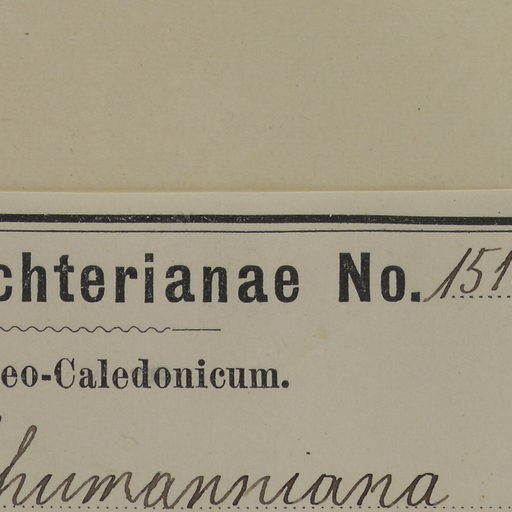 chterianae No. 151
eo-Caledonicum.
humanniana